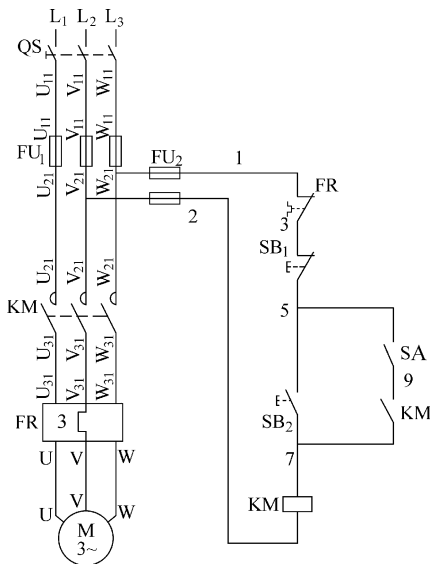 L1 L2 L3
QS
U11 V11 W11
U11 V11 W11
FU1 FU2 1
U21 V21 W21 2
FR
3
SB1
U21 V21 W21
KM 5
U31 V31 W31 SA
9
U31 V31 W31 KM
FR 3 SB2
U V W 7
V KM
U W
M
3~